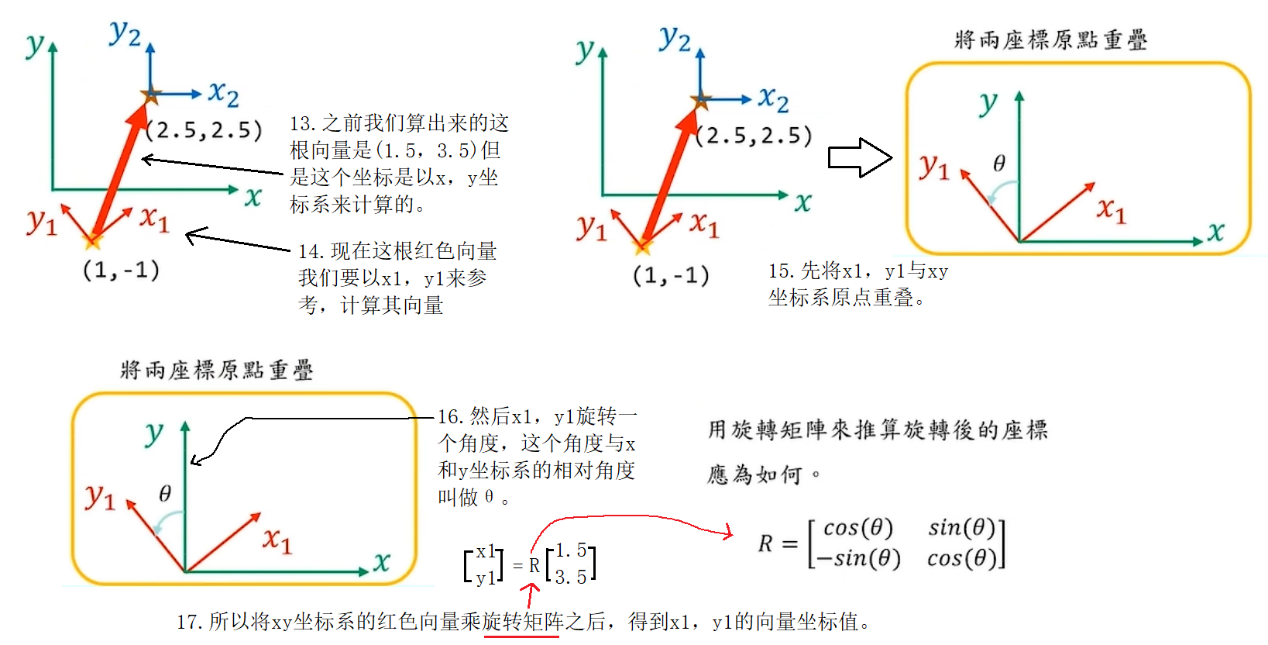 y
y2
x2
(2.5,2.5)
x
y1
x1
(1,-1)
13.之前我们算出来的这
根向量是(1.5, 3.5)但
是这个坐标是以x，y坐
标系来计算的。
14.现在这根红色向量
我们要以x1，y1来参
考，计算其向量
y
y2
x2
(2.5,2.5)
x
y1
x1
(1,-1)
將兩座標原點重疊
y
y1
θ
x1
x
15.先将x1，y1与xy
坐标系原点重叠。
將兩座標原點重疊
y
y1
θ
x1
x
16.然后x1，y1旋转一
个角度，这个角度与x
和y坐标系的相对角度
叫做θ。
[x1
y1] = R [1.5
3.5]
用旋轉矩陣來推算旋轉後的座標
應為如何。
R = [cos(θ) sin(θ)
−sin(θ) cos(θ)]
17.所以将xy坐标系的红色向量乘旋转矩阵之后，得到x1，y1的向量坐标值。